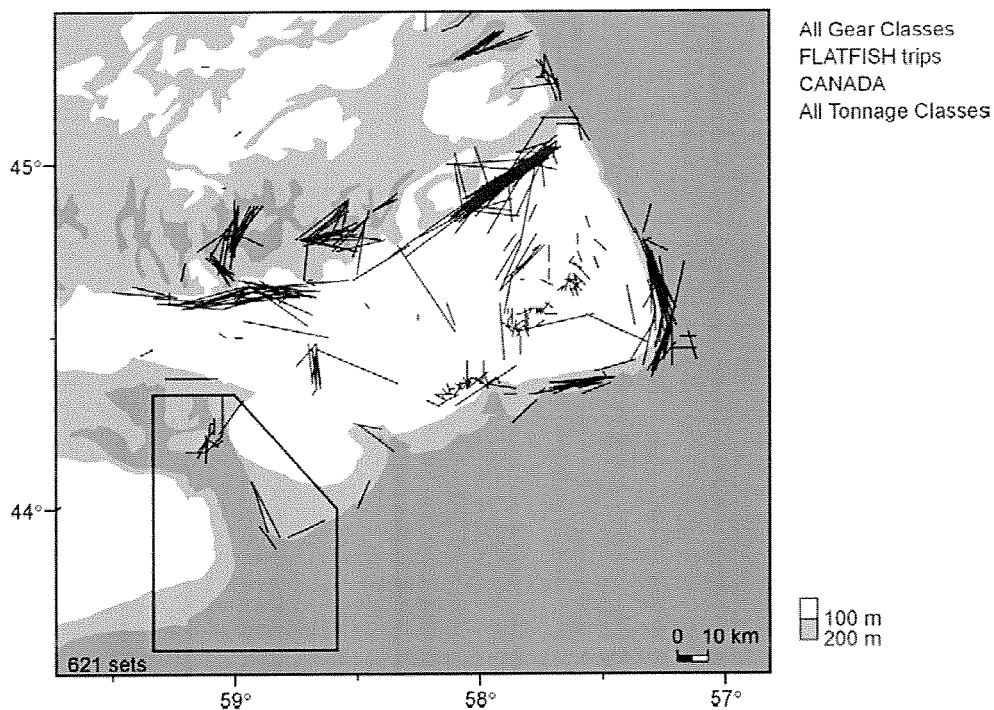 All Gear Classes
FLATFISH trips
CANADA
All Tonnage Classes
45°
44°
621 sets
0 10 km
100 m
200 m
59° 58° 57°